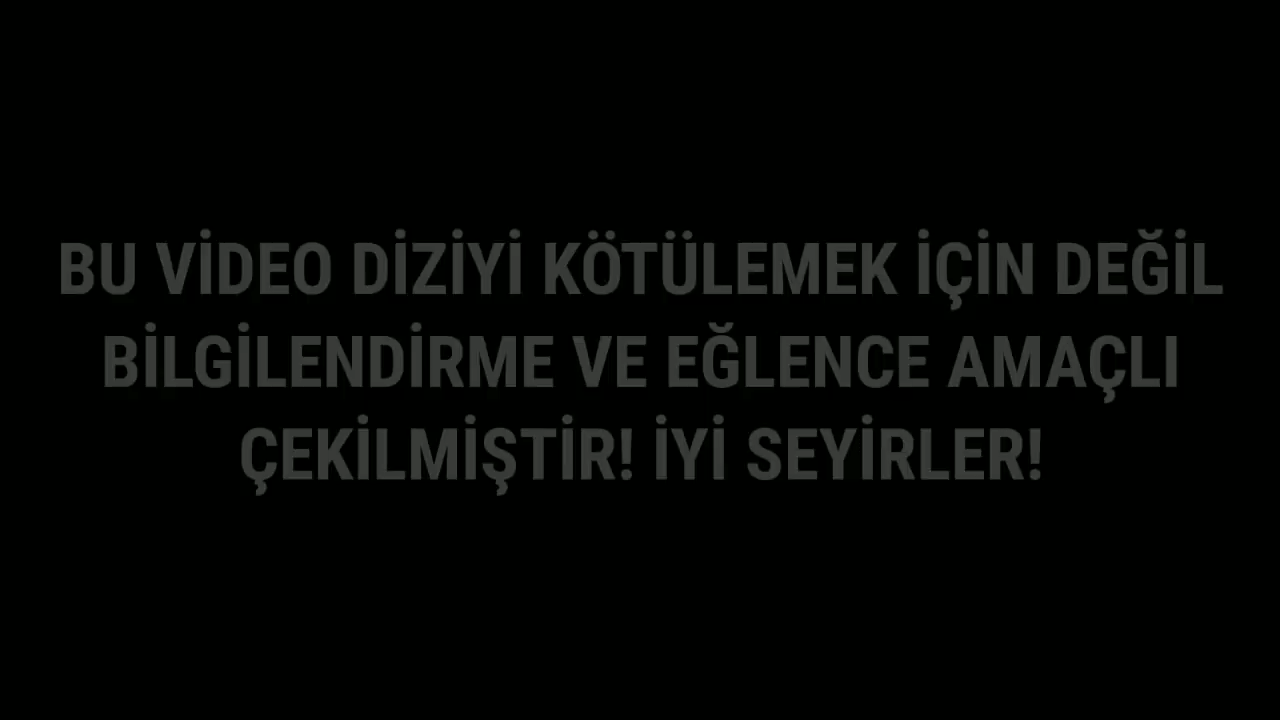 BU VİDEO DİZİYİ KÖTÜLEMEK İÇİN DEĞİL
BİLGİLENDİRME VE EĞLENCE AMAÇLI
ÇEKİLMİŞTİR! İYİ SEYİRLER!